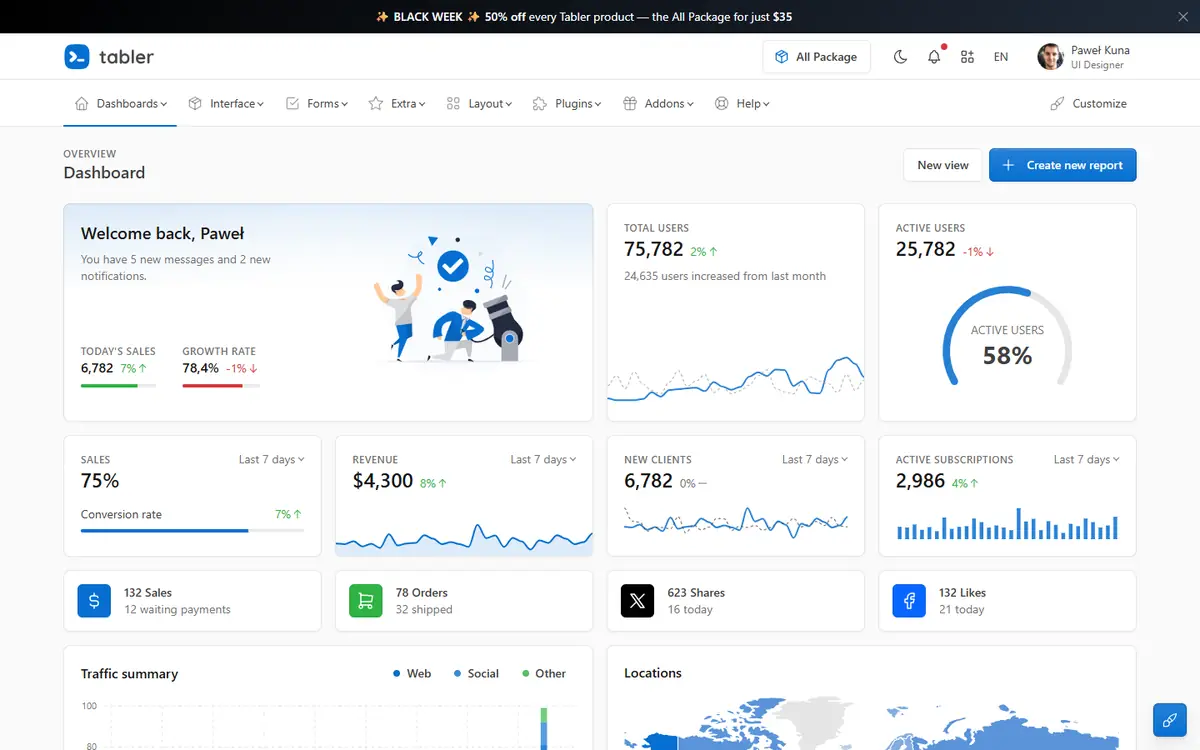 ✨ BLACK WEEK ✨ 50% off every Tabler product — the All Package for just $35
tabler
All Package
EN
Paweł Kuna
UI Designer
Dashboards
Interface
Forms
Extra
Layout
Plugins
Addons
Help
Customize
OVERVIEW
Dashboard
New view
Create new report
Welcome back, Paweł
You have 5 new messages and 2 new
notifications.
TODAY'S SALES
6,782 7%
GROWTH RATE
78,4% -1%
TOTAL USERS
75,782 2%
24,635 users increased from last month
ACTIVE USERS
25,782 -1%
ACTIVE USERS
58%
SALES
Last 7 days
75%
Conversion rate
7%
REVENUE
Last 7 days
$4,300 8%
NEW CLIENTS
Last 7 days
6,782 0%
ACTIVE SUBSCRIPTIONS
Last 7 days
2,986 4%
132 Sales
12 waiting payments
78 Orders
32 shipped
623 Shares
16 today
132 Likes
21 today
Traffic summary
Web
Social
Other
100
80
Locations